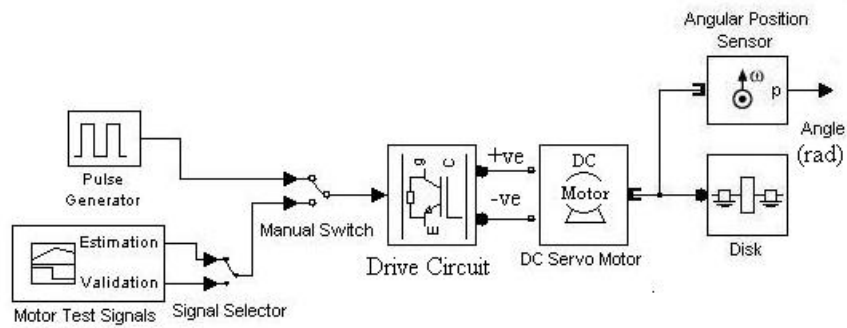 Angular Position
Sensor
ω
p
Angle
(rad)
Pulse
Generator
Manual Switch
g
C
E
+ve
-ve
Drive Circuit
DC
Motor
DC Servo Motor
Disk
Estimation
Validation
Signal Selector
Motor Test Signals